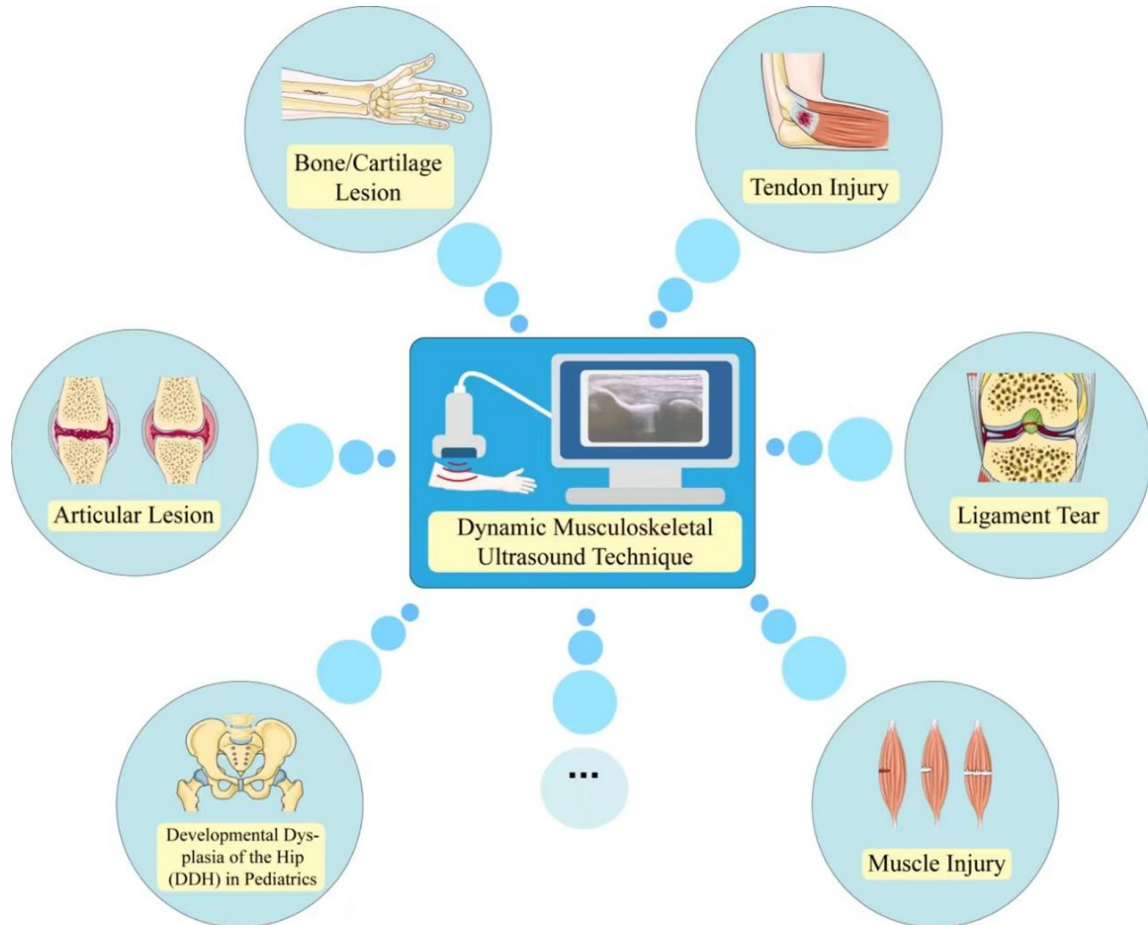 Bone/Cartilage
Lesion
Tendon Injury
Articular Lesion
Dynamic Musculoskeletal
Ultrasound Technique
Ligament Tear
Developmental Dys-
plasia of the Hip
(DDH) in Pediatrics
...
Muscle Injury